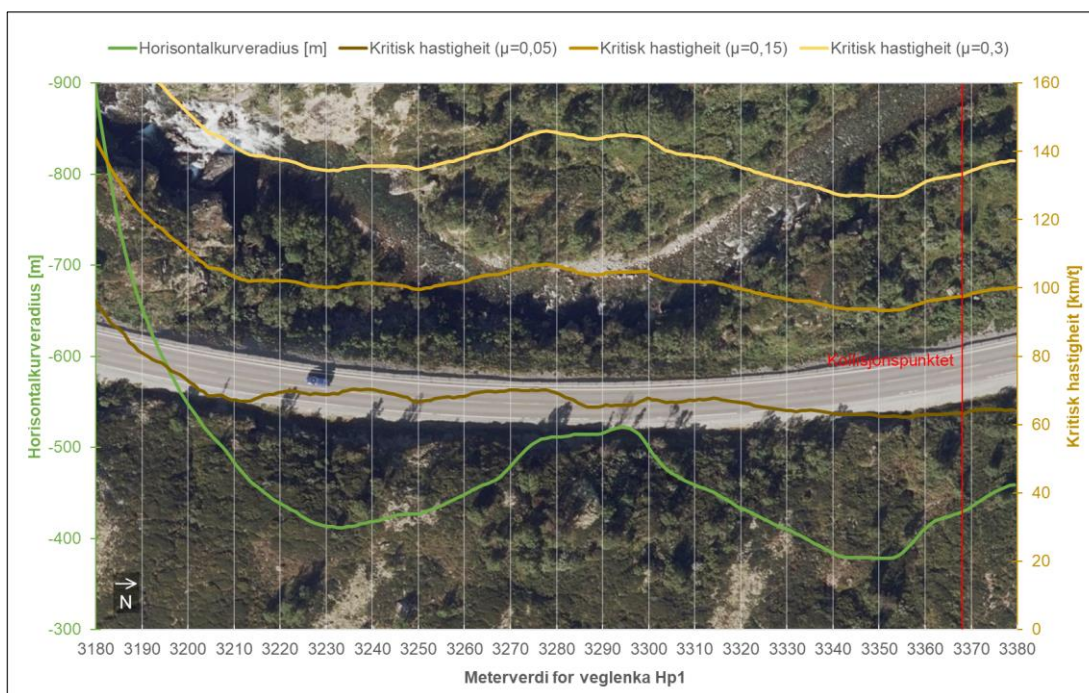 Horisontalkurveradius [m] Kritisk hastigheit (μ=0,05) Kritisk hastigheit (μ=0,15) Kritisk hastigheit (μ=0,3)
-900
-800
-700
-600
-500
-400
-300
Horisontalkurveradius [m]
160
140
120
100
80
60
40
20
0
Kritisk hastigheit [km/t]
Kollisjonspunktet
N
3180 3190 3200 3210 3220 3230 3240 3250 3260 3270 3280 3290 3300 3310 3320 3330 3340 3350 3360 3370 3380
Meterverdi for veglenka Hp1